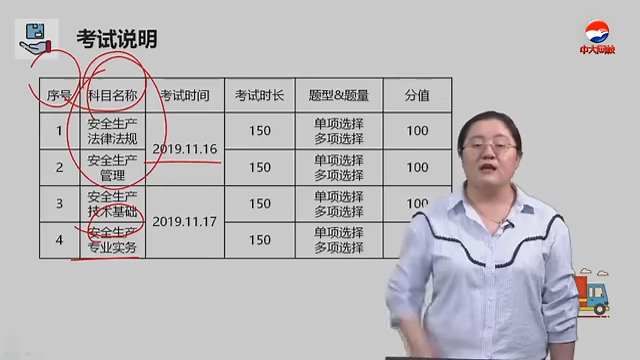 考试说明
中大网校
序号 科目名称 考试时间 考试时长 题型&题量 分值
1 安全生产法律法规 2019.11.16 150 单项选择 多项选择 100
2 安全生产管理 150 单项选择 多项选择 100
3 安全生产技术基础 2019.11.17 150 单项选择 多项选择 100
4 安全生产专业实务 150 单项选择 多项选择